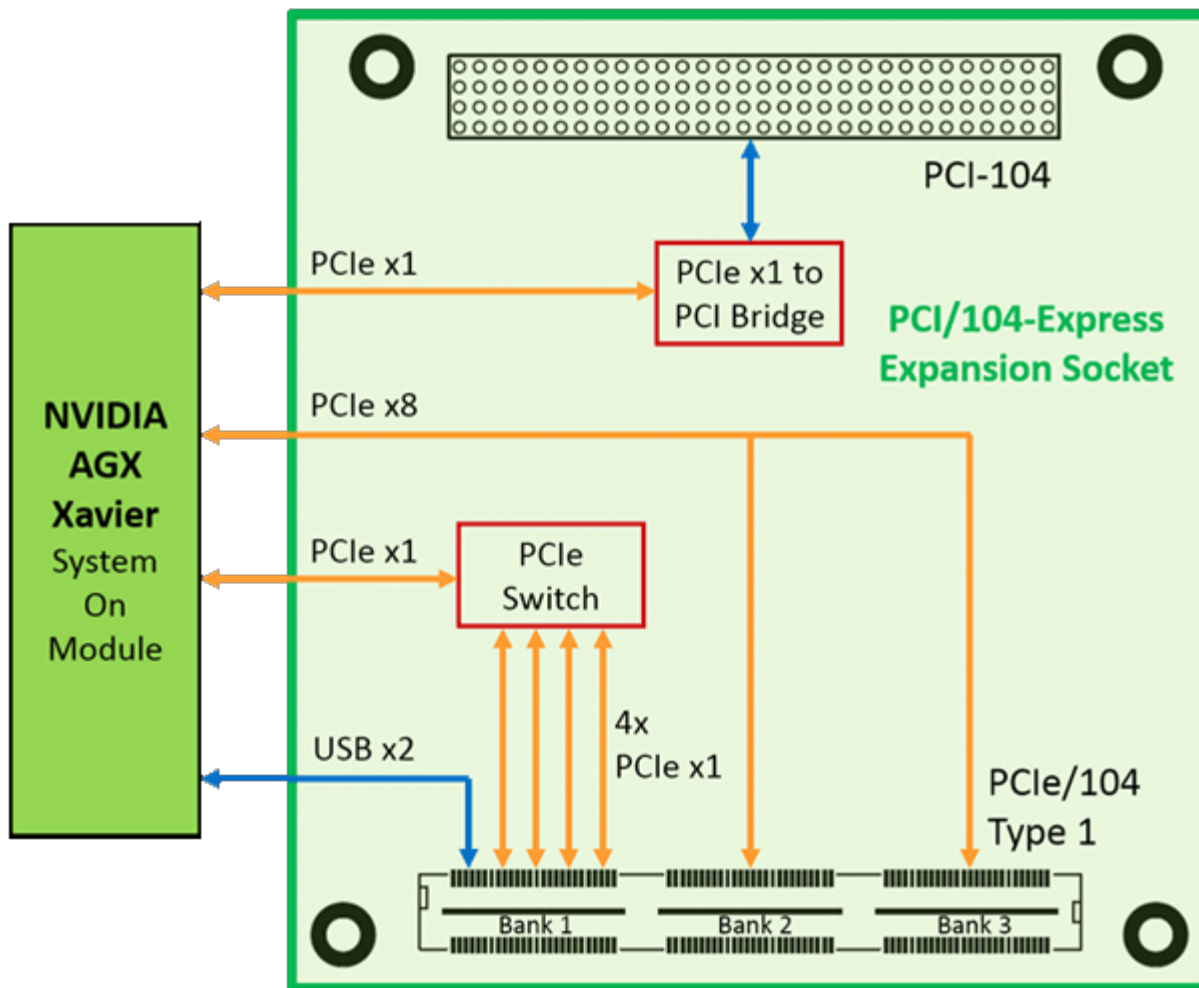 PCI-104
PCIe x1
PCIe x1 to
PCI Bridge
PCI/104-Express
Expansion Socket
PCIe x8
NVIDIA
AGX
Xavier
System
On
Module
PCIe x1
PCIe
Switch
4x
PCIe x1
USB x2
PCIe/104
Type 1
Bank 1
Bank 2
Bank 3